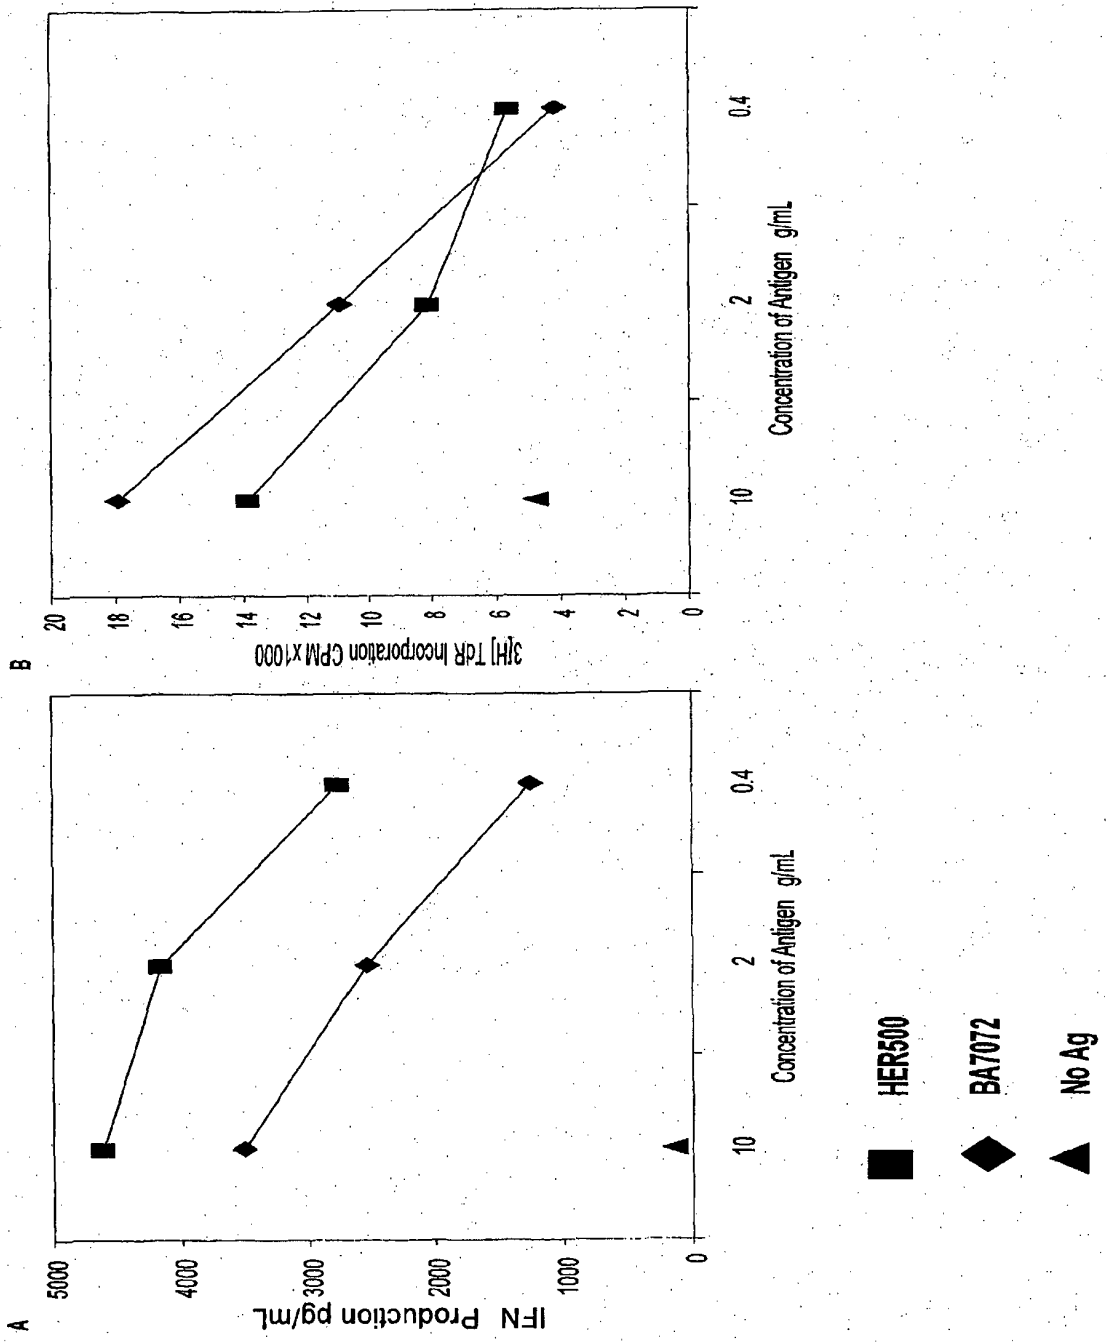 A
5000
4000
3000
2000
1000
0
IFN Production pg/mL
10
2
0.4
Concentration of Antigen g/mL
B
20
18
16
14
12
10
8
6
4
2
0
3[H] TdR Incorporation CPM x1000
10
2
0.4
Concentration of Antigen g/mL
HER500
BA7072
No Ag